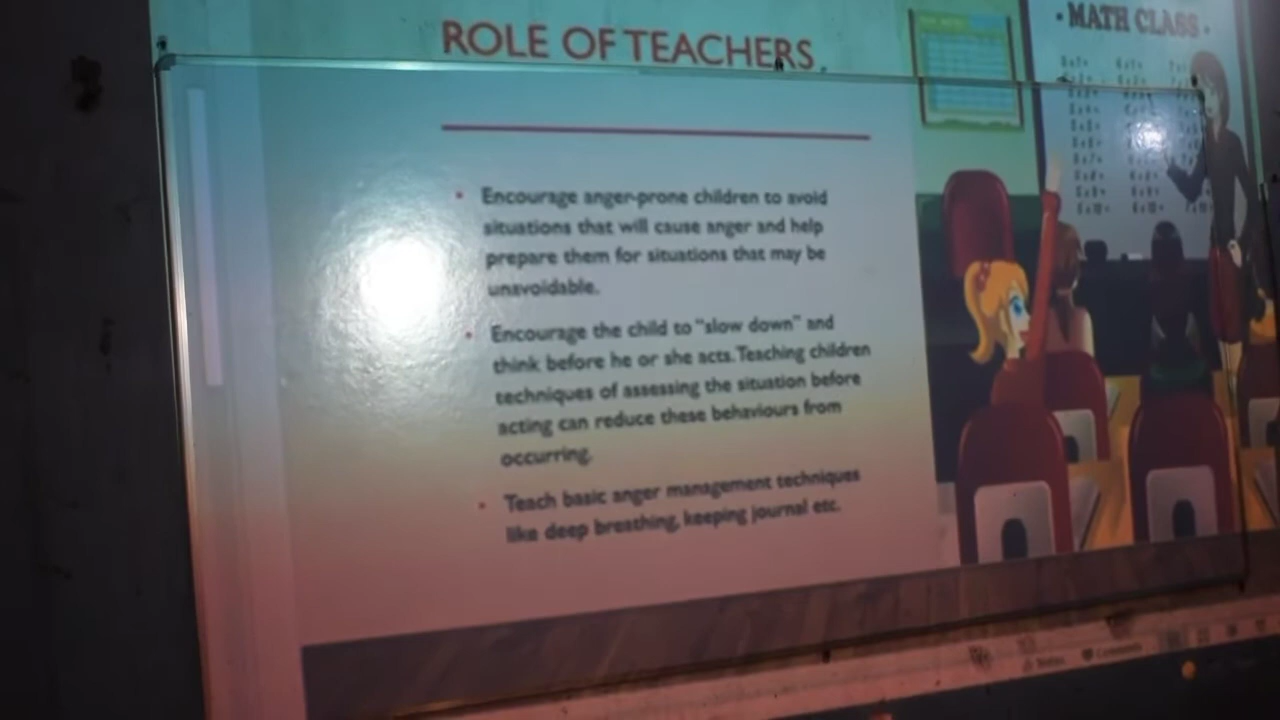 ROLE OF TEACHERS
• Encourage anger-prone children to avoid
situations that will cause anger and help
prepare them for situations that may be
unavoidable.
• Encourage the child to "slow down" and
think before he or she acts. Teaching children
techniques of assessing the situation before
acting can reduce these behaviours from
occurring.
• Teach basic anger management techniques
like deep breathing, keeping journal etc.
• MATH CLASS •
Notes Comments